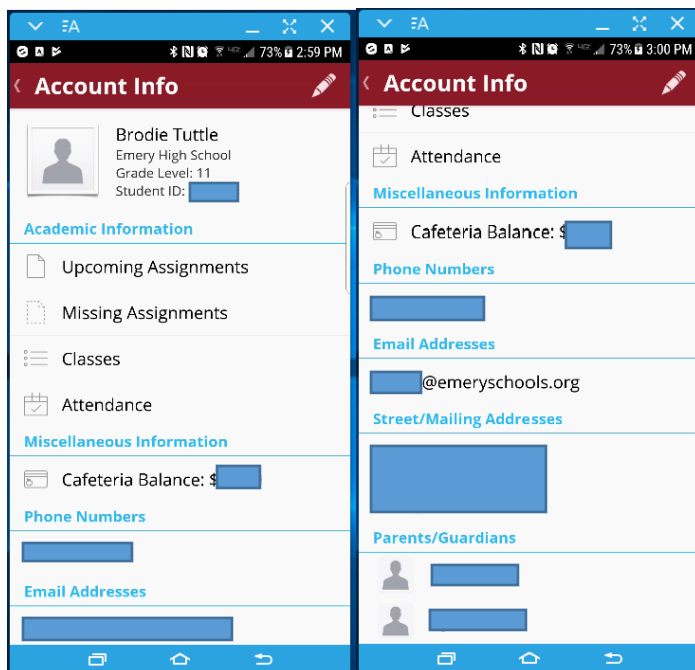 EA
73% 2:59 PM
Account Info
Brodie Tuttle
Emery High School
Grade Level: 11
Student ID:
Academic Information
Upcoming Assignments
Missing Assignments
Classes
Attendance
Miscellaneous Information
Cafeteria Balance: $
Phone Numbers
Email Addresses
EA
73% 3:00 PM
Account Info
Classes
Attendance
Miscellaneous Information
Cafeteria Balance: $
Phone Numbers
Email Addresses
@emeryschools.org
Street/Mailing Addresses
Parents/Guardians